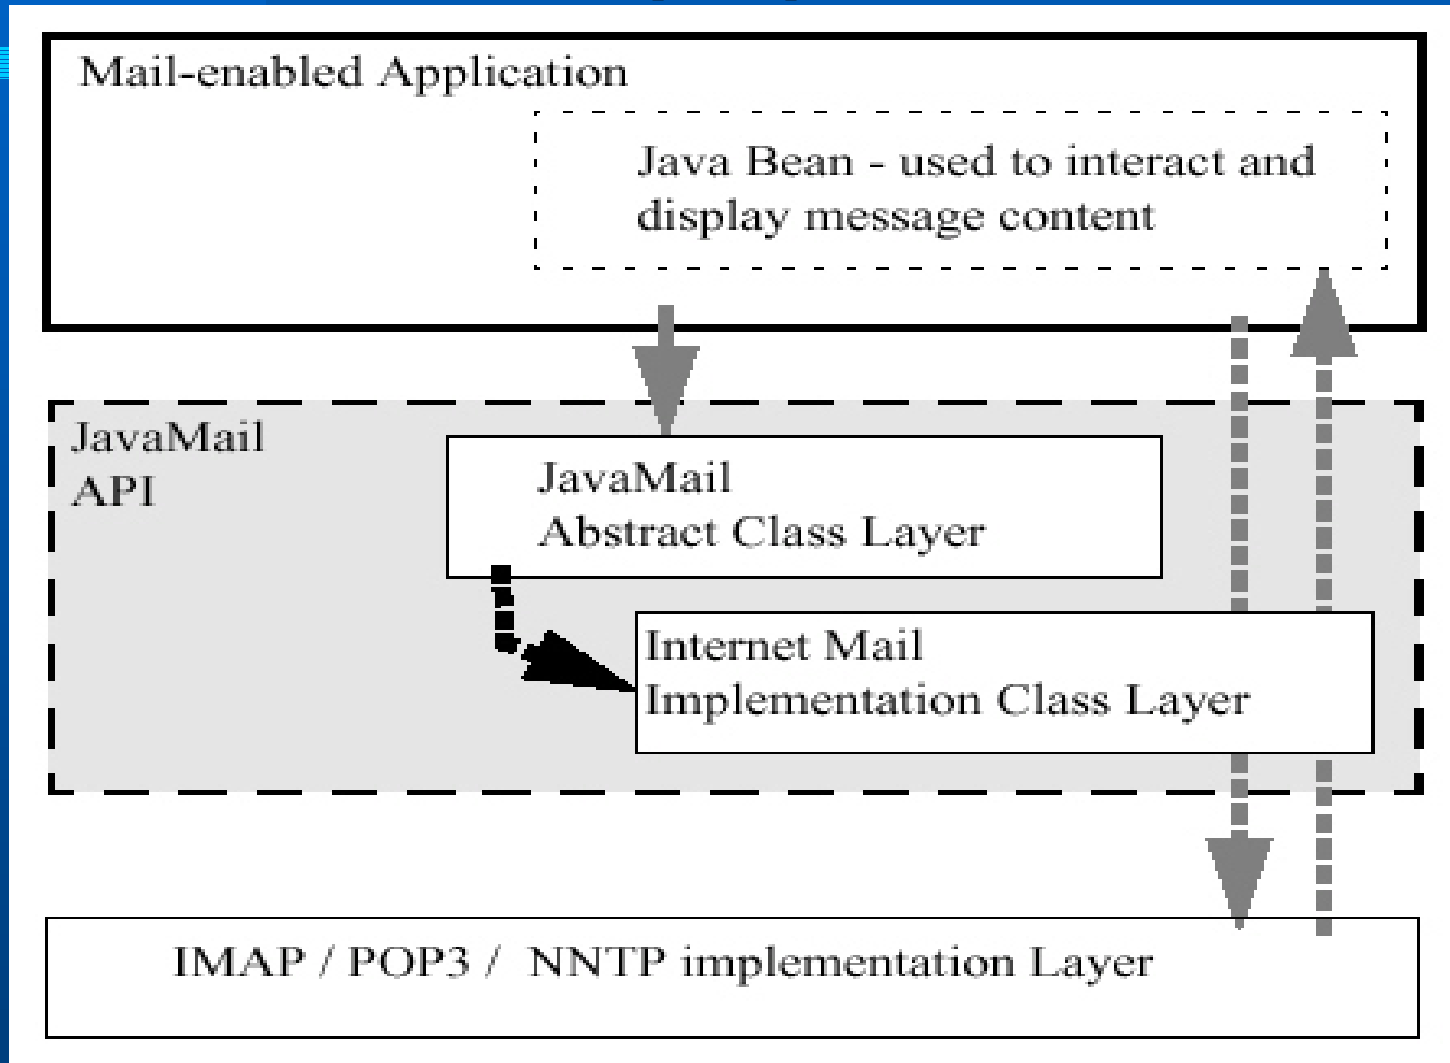 Mail-enabled Application
Java Bean - used to interact and
display message content
JavaMail
API
JavaMail
Abstract Class Layer
Internet Mail
Implementation Class Layer
IMAP / POP3 / NNTP implementation Layer